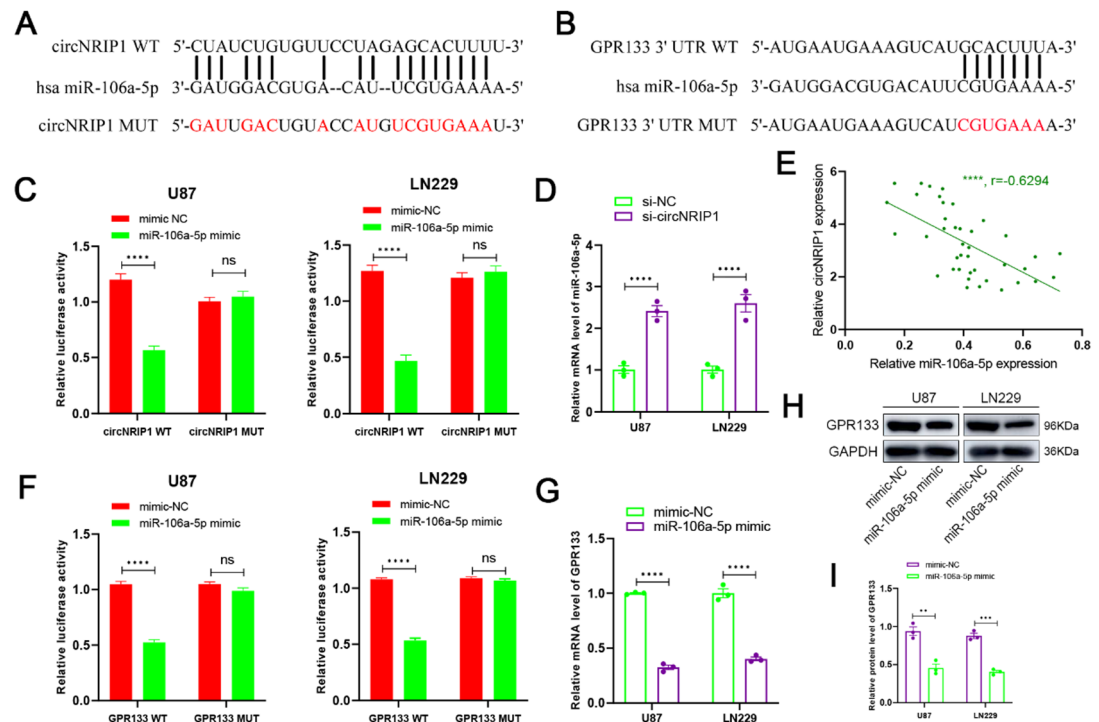 A
circNRIP1 WT 5'-CUAUCUGUGUUCCUAGAGCACUUUU-3'
hsa miR-106a-5p 3'-GAUGGACGUGA--CAU--UCGUGAAAA-5'
circNRIP1 MUT 5'-GAUUGACUGUACCAUGUCGUGAAAU-3'
B
GPR133 3' UTR WT 5'-AUGAAUGAAAGUCAUGCACUUUA-3'
hsa miR-106a-5p 3'-GAUGGACGUGACAUUCGUGAAAA-5'
GPR133 3' UTR MUT 5'-AUGAAUGAAAGUCAUCGUGAAAA-3'
C
U87
mimic NC
miR-106a-5p mimic
Relative luciferase activity
1.5
1.0
0.5
0.0
****
ns
circNRIP1 WT
circNRIP1 MUT
LN229
mimic-NC
miR-106a-5p mimic
Relative luciferase activity
1.5
1.0
0.5
0.0
****
ns
circNRIP1 WT
circNRIP1 MUT
D
si-NC
si-circNRIP1
Relative mRNA level of miR-106a-5p
4
3
2
1
0
****
****
U87
LN229
E
****, r=-0.6294
Relative circNRIP1 expression
6
4
2
0
0.0
0.2
0.4
0.6
0.8
Relative miR-106a-5p expression
F
U87
mimic-NC
miR-106a-5p mimic
Relative luciferase activity
1.5
1.0
0.5
0.0
****
ns
GPR133 WT
GPR133 MUT
LN229
mimic-NC
miR-106a-5p mimic
Relative luciferase activity
1.5
1.0
0.5
0.0
****
ns
GPR133 WT
GPR133 MUT
G
mimic-NC
miR-106a-5p mimic
Relative mRNA level of GPR133
1.5
1.0
0.5
0.0
****
****
U87
LN229
H
U87
LN229
GPR133
96KDa
GAPDH
36KDa
mimic-NC
miR-106a-5p mimic
mimic-NC
miR-106a-5p mimic
I
mimic-NC
miR-106a-5p mimic
Relative protein level of GPR133
1.5
1.0
0.5
0.0
**
***
U87
LN229